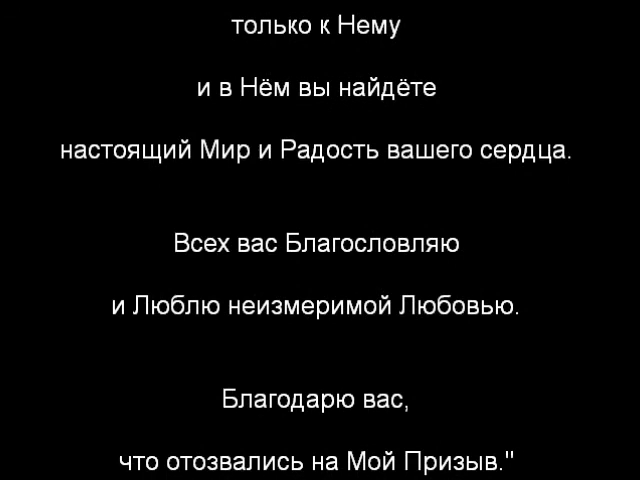 только к Нему
и в Нём вы найдёте
настоящий Мир и Радость вашего сердца.
Всех вас Благословляю
и Люблю неизмеримой Любовью.
Благодарю вас,
что отозвались на Мой Призыв."